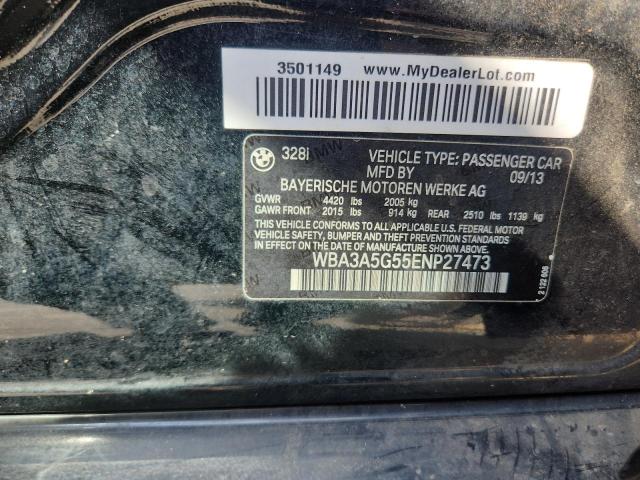 3501149 www.MyDealerLot.com
328i VEHICLE TYPE: PASSENGER CAR
MFD BY 09/13
BAYERISCHE MOTOREN WERKE AG
GVWR 4420 lbs 2005 kg
GAWR FRONT 2015 lbs 914 kg REAR 2510 lbs 1139 kg
THIS VEHICLE CONFORMS TO ALL APPLICABLE U.S. FEDERAL MOTOR
VEHICLE SAFETY, BUMPER AND THEFT PREVENTION STANDARDS
IN EFFECT ON THE DATE OF MANUFACTURE SHOWN ABOVE.
WBA3A5G55ENP27473
2 122 608